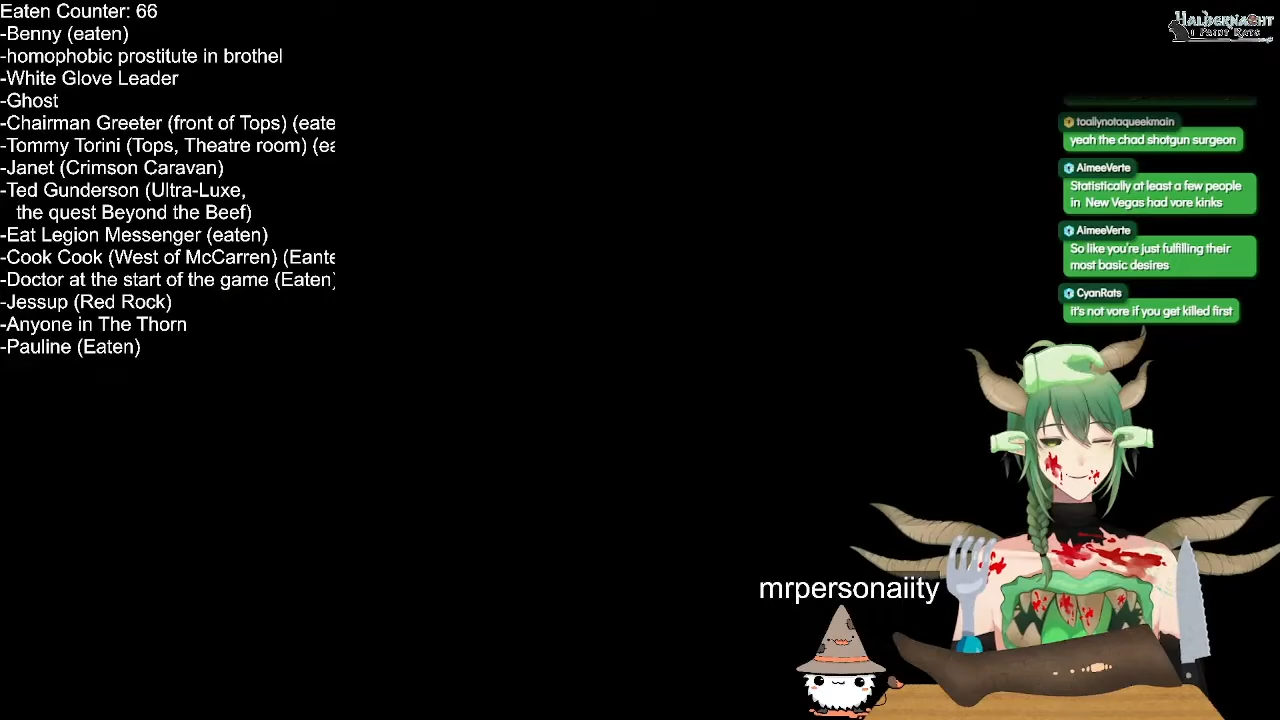 Eaten Counter: 66
-Benny (eaten)
-homophobic prostitute in brothel
-White Glove Leader
-Ghost
-Chairman Greeter (front of Tops) (eate
-Tommy Torini (Tops, Theatre room) (ea
-Janet (Crimson Caravan)
-Ted Gunderson (Ultra-Luxe,
the quest Beyond the Beef)
-Eat Legion Messenger (eaten)
-Cook Cook (West of McCarren) (Eante
-Doctor at the start of the game (Eaten)
-Jessup (Red Rock)
-Anyone in The Thorn
-Pauline (Eaten)
HALDERNACHT
I PAINT RATS
toallynotaqueekmain
yeah the chad shotgun surgeon
AimeeVerte
Statistically at least a few people
in New Vegas had vore kinks
AimeeVerte
So like you're just fulfilling their
most basic desires
CyanRats
It's not vore if you get killed first
mrpersonaiity